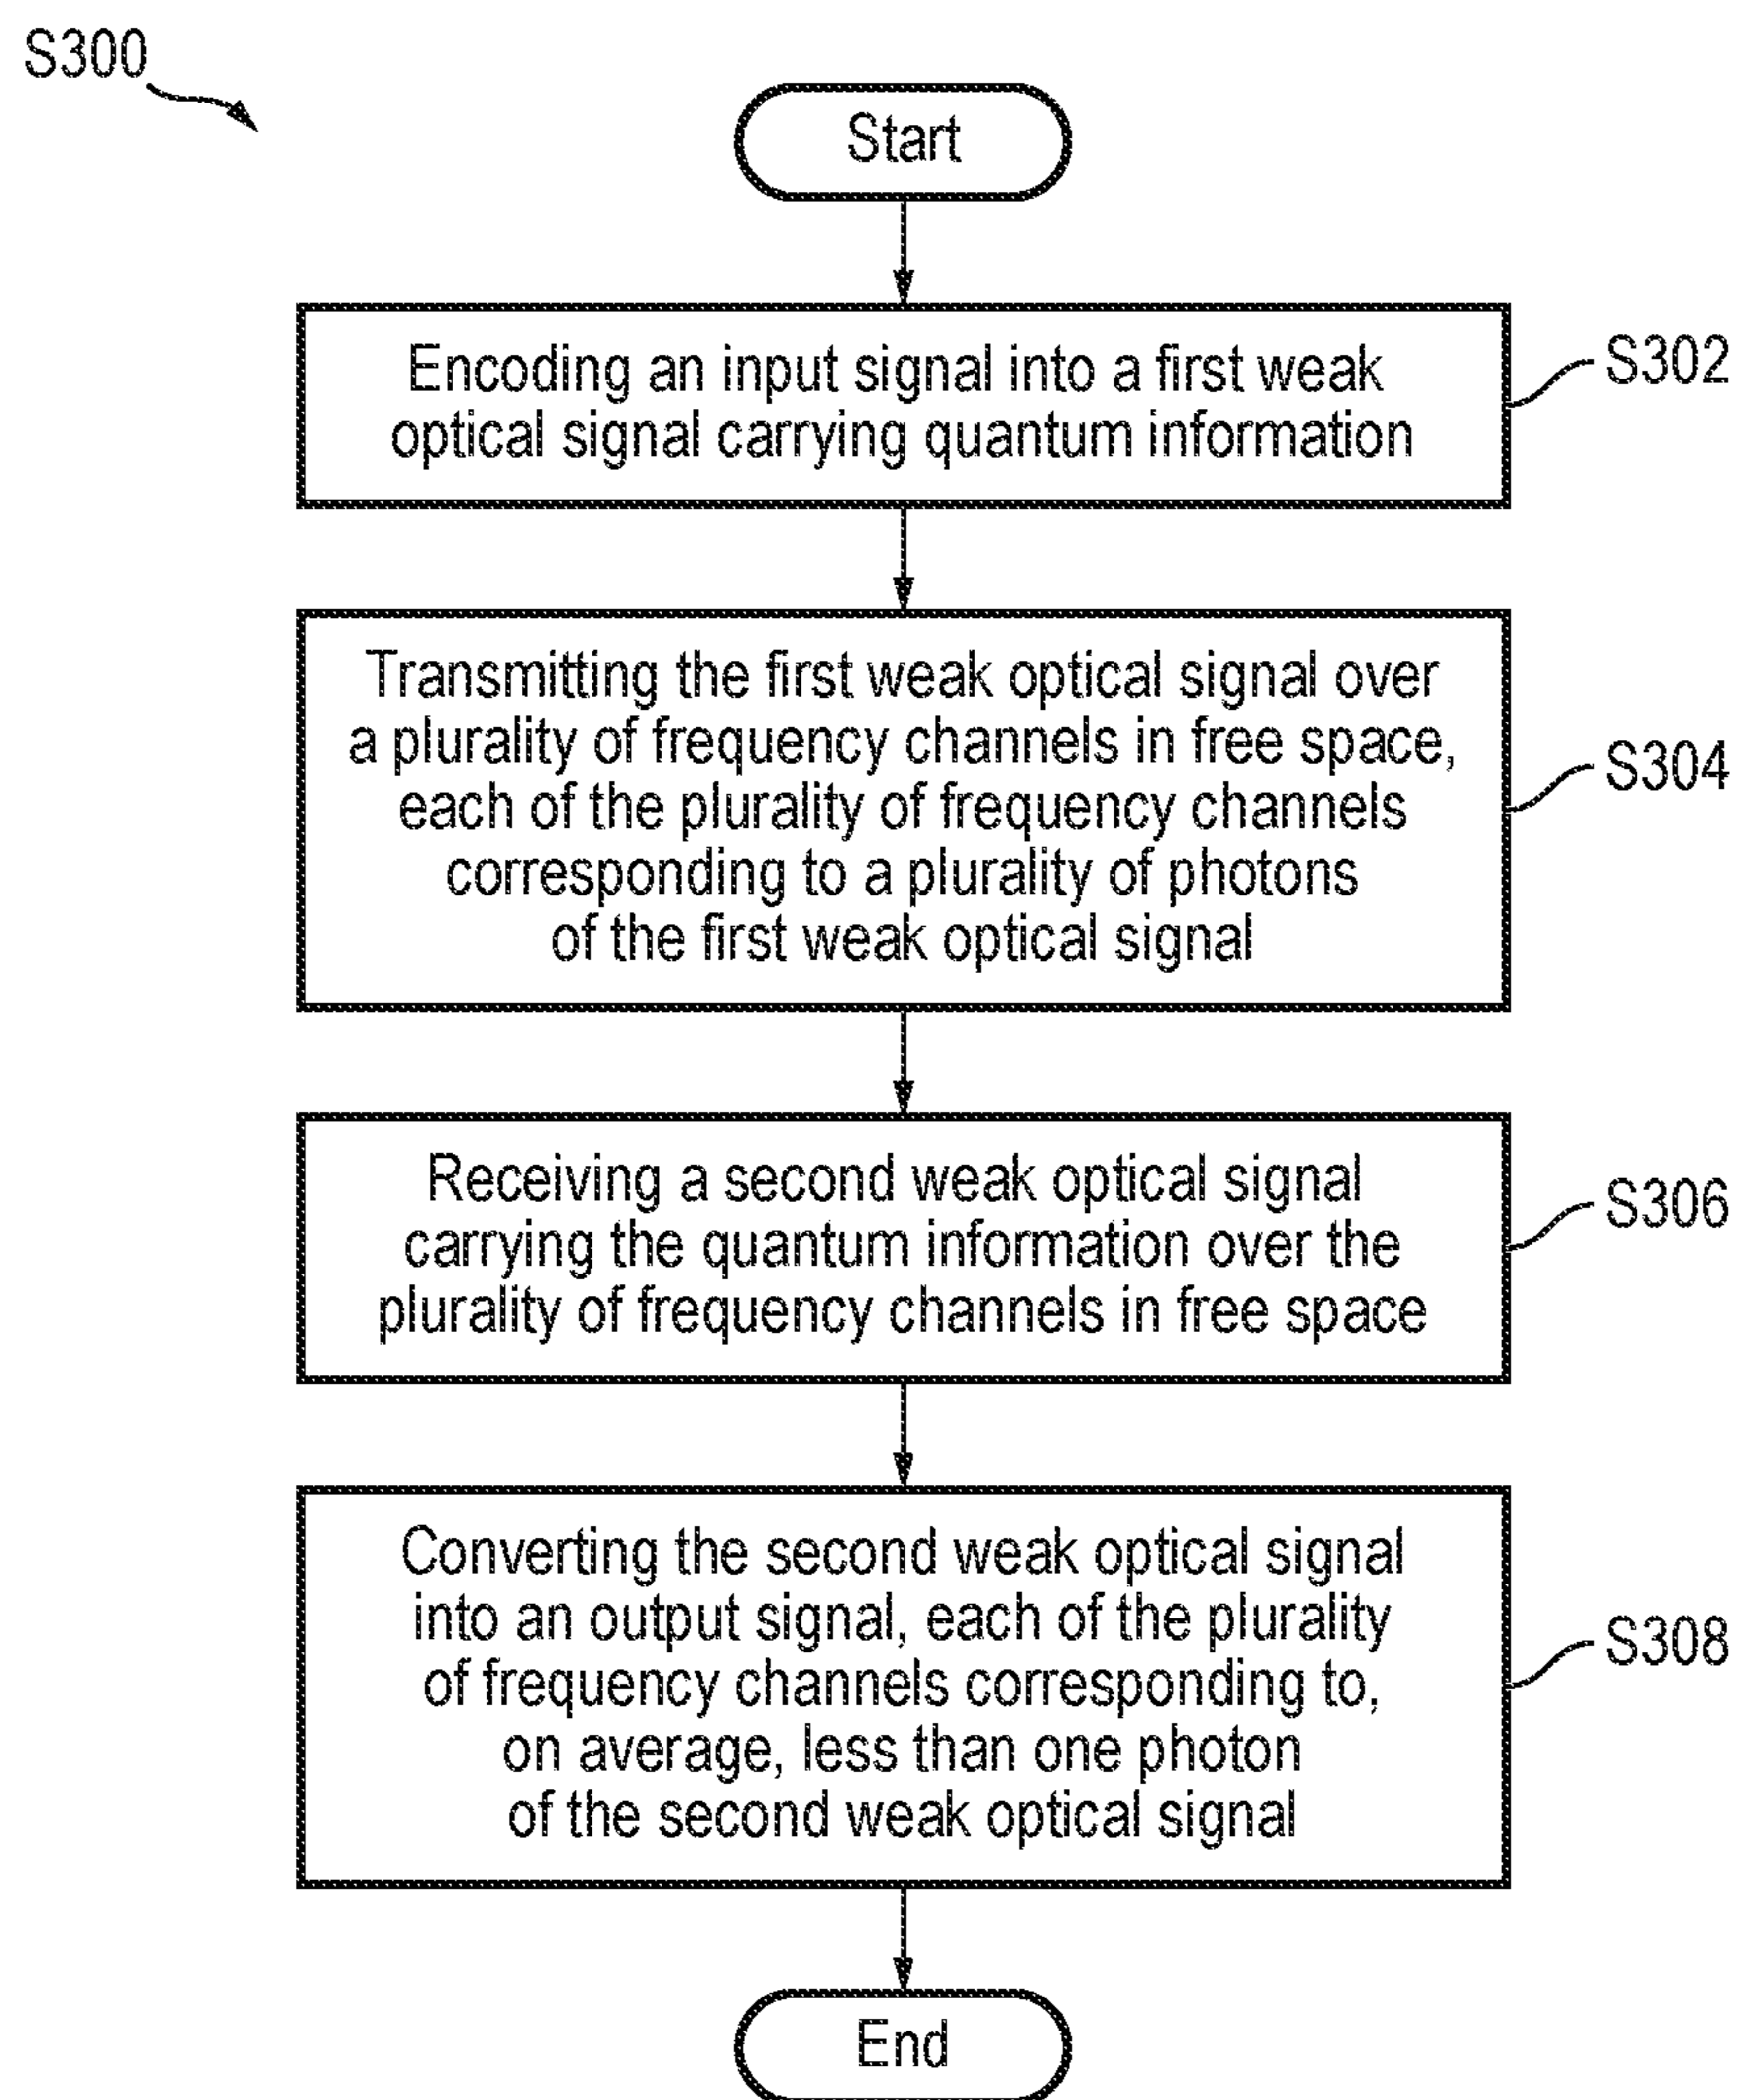 S300
Start
Encoding an input signal into a first weak
optical signal carrying quantum information
S302
Transmitting the first weak optical signal over
a plurality of frequency channels in free space,
each of the plurality of frequency channels
corresponding to a plurality of photons
of the first weak optical signal
S304
Receiving a second weak optical signal
carrying the quantum information over the
plurality of frequency channels in free space
S306
Converting the second weak optical signal
into an output signal, each of the plurality
of frequency channels corresponding to,
on average, less than one photon
of the second weak optical signal
S308
End